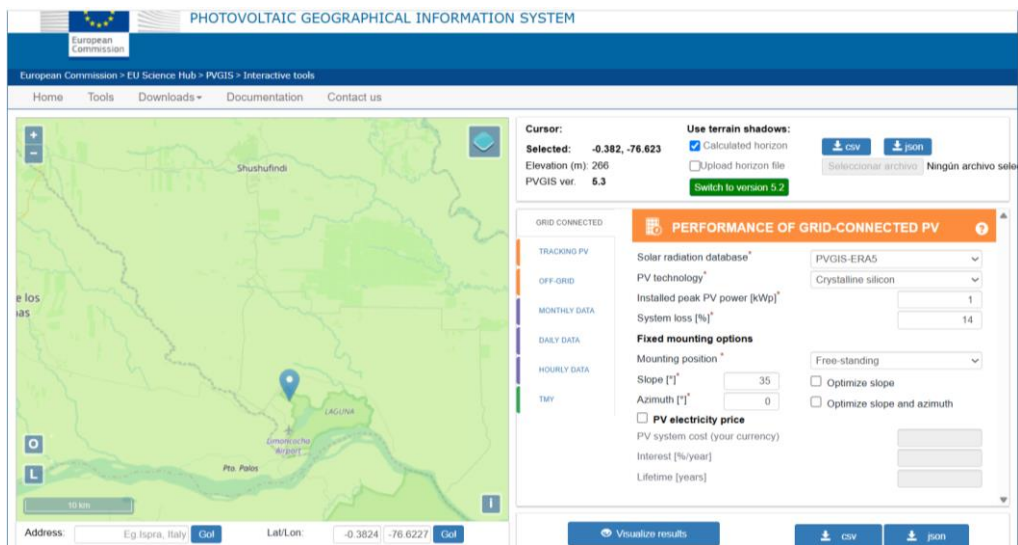 PHOTOVOLTAIC GEOGRAPHICAL INFORMATION SYSTEM
European
Commission
European Commission > EU Science Hub > PVGIS > Interactive tools
Home Tools Downloads Documentation Contact us
+
−
Shushufindi
e los
as
LAGUNA
Limoncocha
Airport
Pto. Palos
O
L
10 km
i
Address: Eg.Ispra, Italy Go! Lat/Lon: -0.3824 -76.6227 Go!
Cursor:
Selected: -0.382, -76.623
Elevation (m): 266
PVGIS ver. 5.3
Use terrain shadows:
Calculated horizon
Upload horizon file
Switch to version 5.2
csv json
Seleccionar archivo Ningún archivo sele
GRID CONNECTED
TRACKING PV
OFF-GRID
MONTHLY DATA
DAILY DATA
HOURLY DATA
TMY
PERFORMANCE OF GRID-CONNECTED PV ?
Solar radiation database* PVGIS-ERA5
PV technology* Crystalline silicon
Installed peak PV power [kWp]* 1
System loss [%]* 14
Fixed mounting options
Mounting position * Free-standing
Slope [°]* 35 Optimize slope
Azimuth [°]* 0 Optimize slope and azimuth
PV electricity price
PV system cost (your currency)
Interest [%/year]
Lifetime [years]
Visualize results csv json